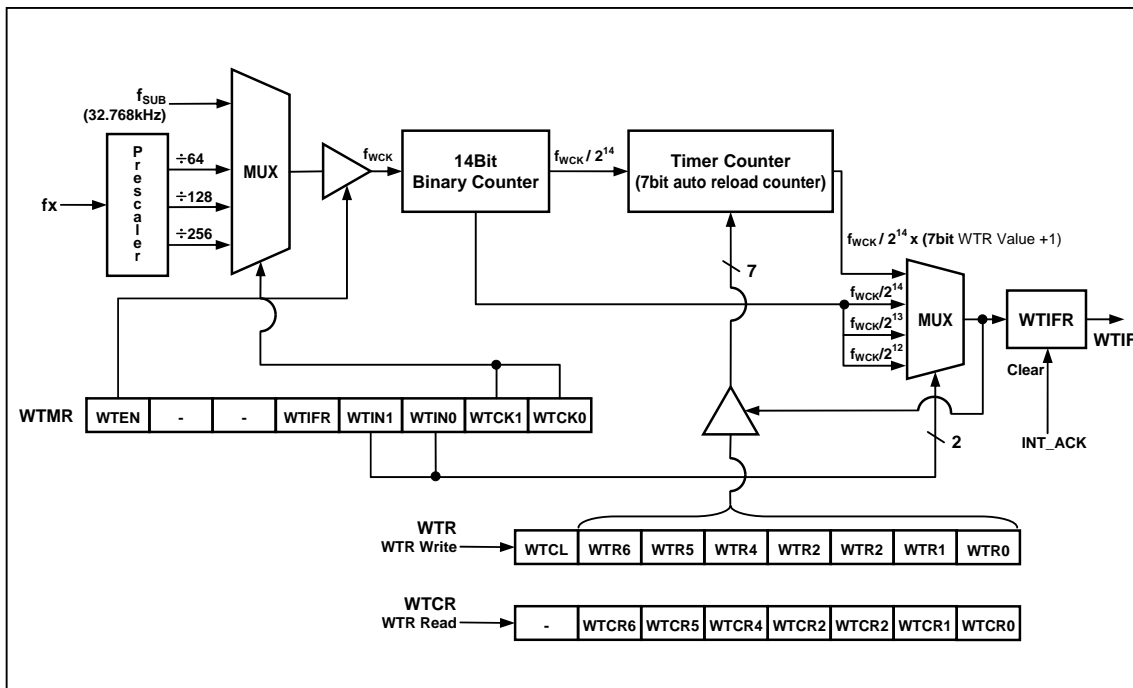 fSUB
(32.768kHz)
Prescaler
fx
÷64
÷128
÷256
MUX
fWCK
14Bit
Binary Counter
fWCK / 2^14
Timer Counter
(7bit auto reload counter)
fWCK / 2^14 x (7bit WTR Value +1)
7
fWCK/2^14
fWCK/2^13
fWCK/2^12
MUX
WTIFR
WTIF
Clear
INT_ACK
2
WTMR
WTEN - - WTIFR WTIN1 WTIN0 WTCK1 WTCK0
WTR
WTR Write
WTCL WTR6 WTR5 WTR4 WTR2 WTR2 WTR1 WTR0
WTCR
WTR Read
- WTCR6 WTCR5 WTCR4 WTCR2 WTCR2 WTCR1 WTCR0